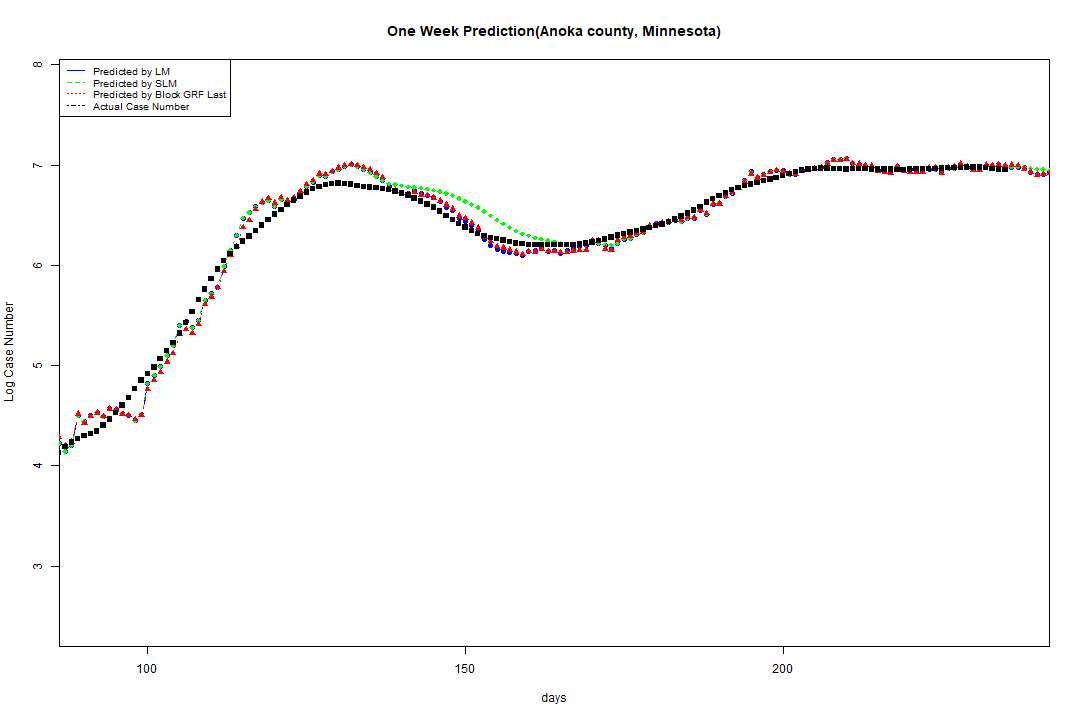 One Week Prediction(Anoka county, Minnesota)
Predicted by LM
Predicted by SLM
Predicted by Block GRF Last
Actual Case Number
8
7
6
5
4
3
Log Case Number
100 150 200
days